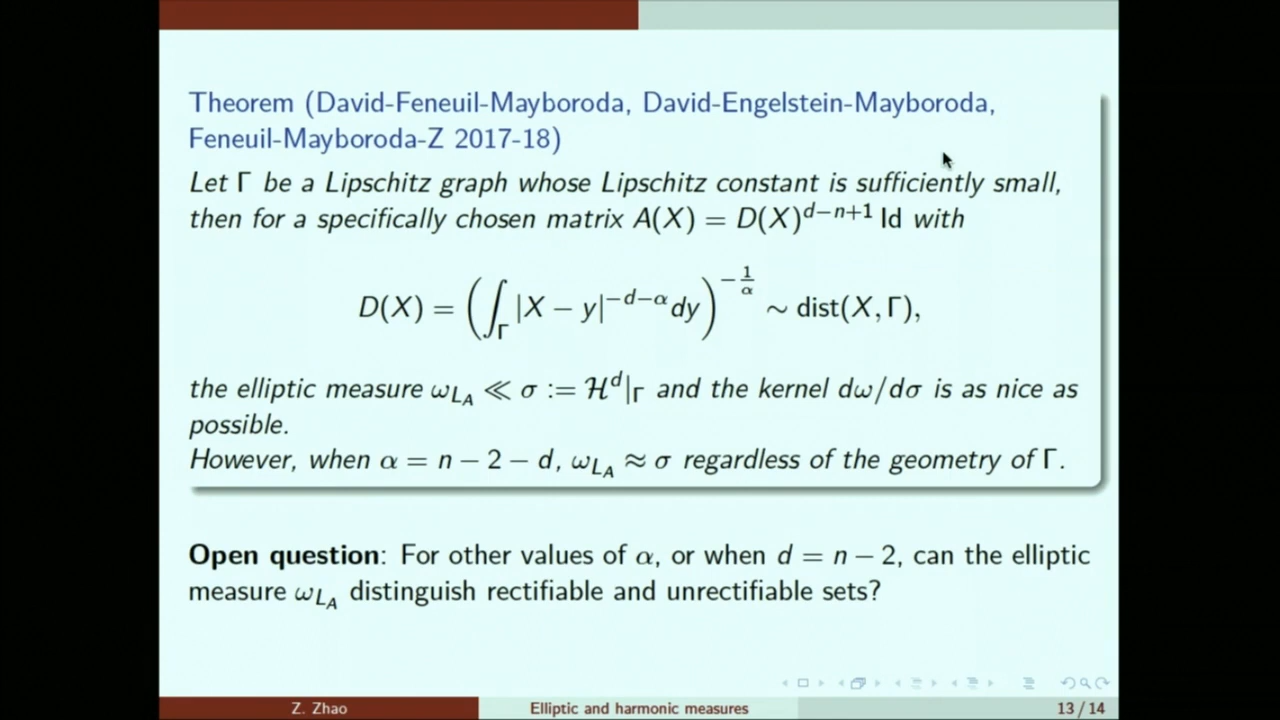 Theorem (David-Feneuil-Mayboroda, David-Engelstein-Mayboroda,
Feneuil-Mayboroda-Z 2017-18)
Let Γ be a Lipschitz graph whose Lipschitz constant is sufficiently small,
then for a specifically chosen matrix A(X) = D(X)^{d−n+1} Id with
D(X) = (∫_Γ |X − y|^{−d−α} dy)^{−1/α} ∼ dist(X, Γ),
the elliptic measure ω_{L_A} ≪ σ := ℋ^d|_Γ and the kernel dω/dσ is as nice as
possible.
However, when α = n − 2 − d, ω_{L_A} ≈ σ regardless of the geometry of Γ.
Open question: For other values of α, or when d = n − 2, can the elliptic
measure ω_{L_A} distinguish rectifiable and unrectifiable sets?
Z. Zhao Elliptic and harmonic measures 13 / 14